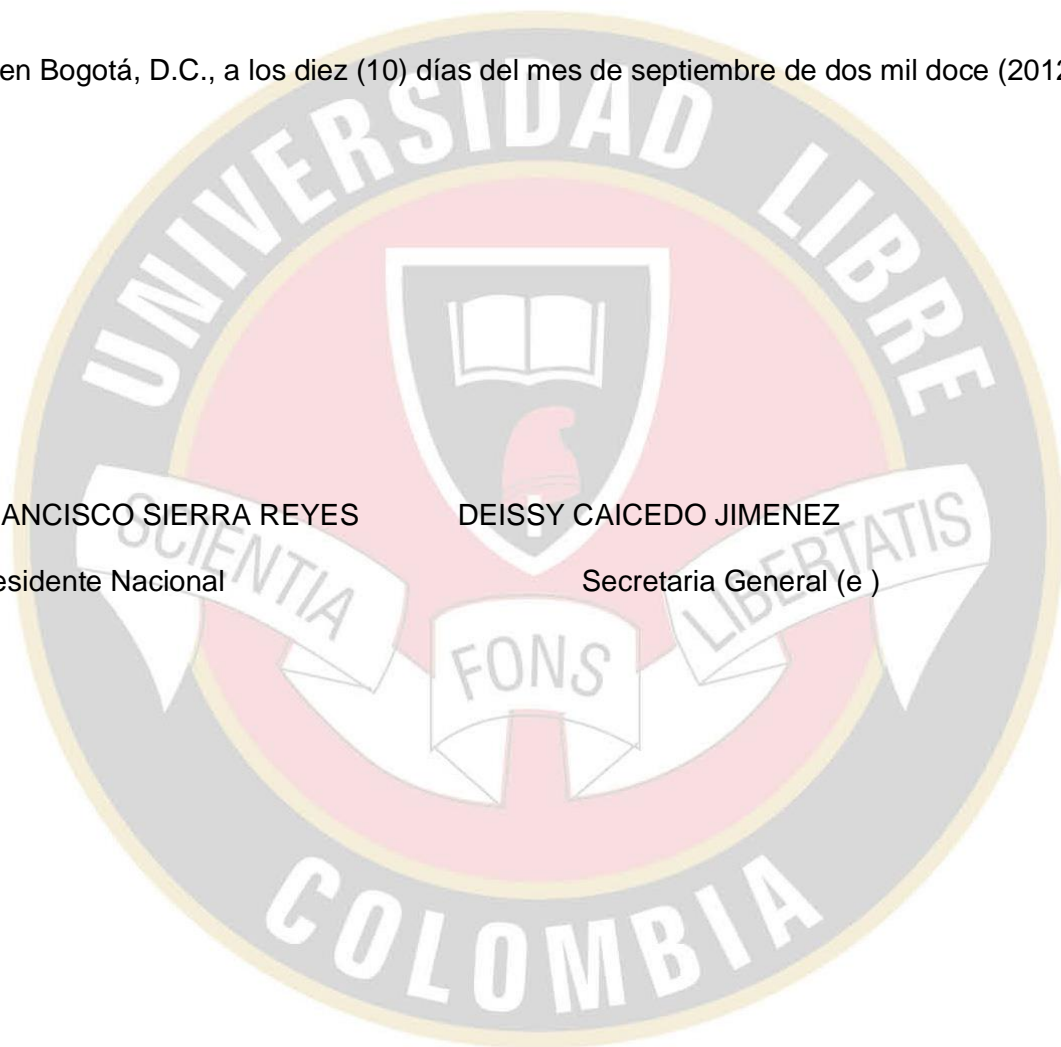 en Bogotá, D.C., a los diez (10) días del mes de septiembre de dos mil doce (2012
UNIVERSIDAD LIBRE
ANCISCO SIERRA REYES DEISSY CAICEDO JIMENEZ
esidente Nacional Secretaria General (e )
SCIENTIA FONS LIBERTATIS
COLOMBIA